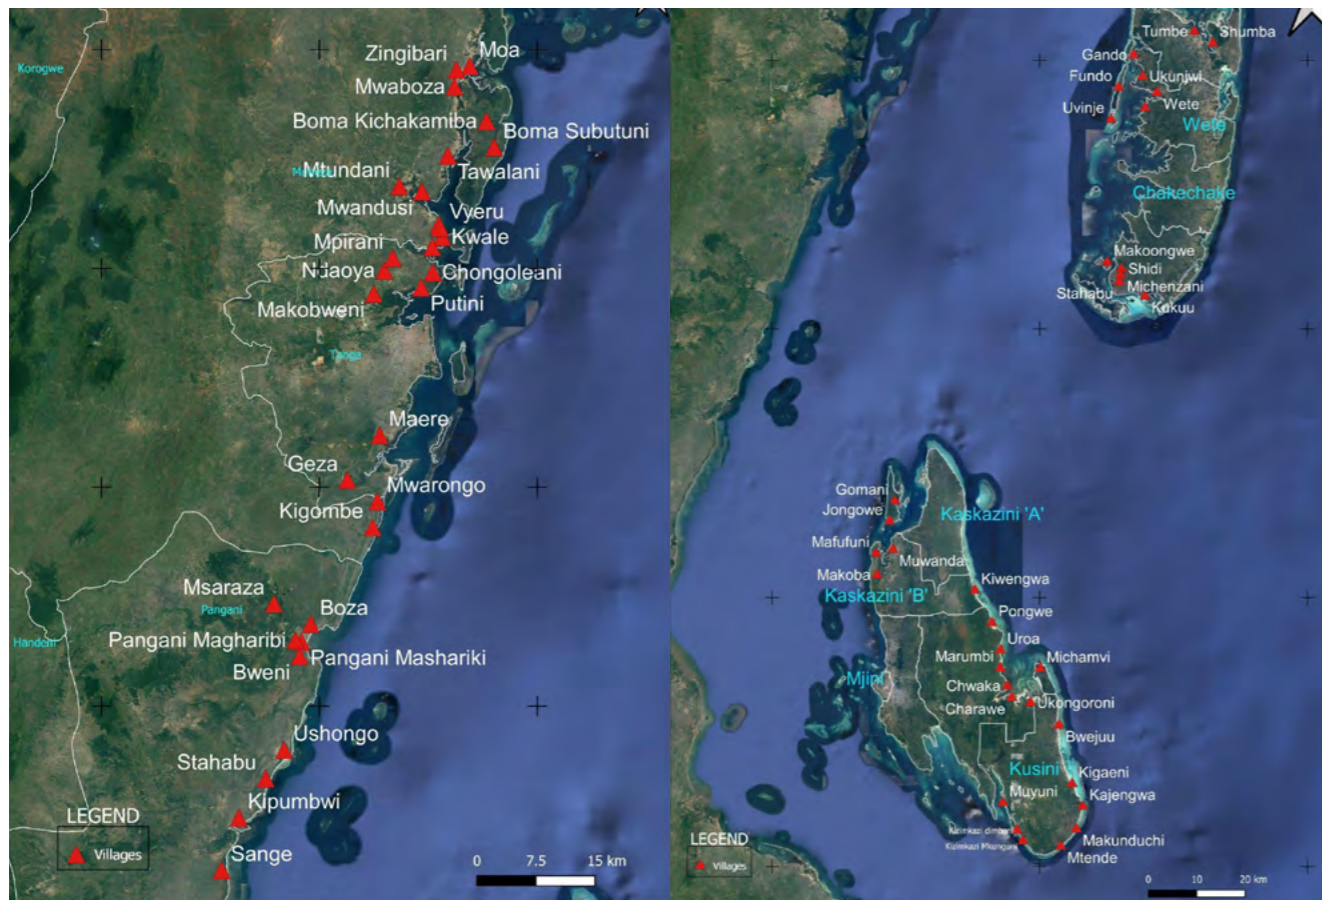 Zingibari
Moa
Korogwe
Mwaboza
Boma Kichakamiba
Boma Subutuni
Mtundani
Tawalani
Mwandusi
Vyeru
Mpirani
Kwale
Ndaoya
Chongoleani
Makobweni
Putini
Tanga
Maere
Geza
Mwarongo
Kigombe
Msaraza
Pangani
Boza
Handeni
Pangani Magharibi
Pangani Mashariki
Bweni
Ushongo
Stahabu
Kipumbwi
LEGEND
Villages
Sange
0 7.5 15 km
Tumbe
Shumba
Gando
Fundo
Ukunjwi
Uvinje
Wete
Wete
Chakechake
Makoongwe
Shidi
Michenzani
Stahabu
Kukuu
Gomani
Jongowe
Kaskazini 'A'
Mafufuni
Muwanda
Makoba
Kiwengwa
Kaskazini 'B'
Pongwe
Uroa
Marumbi
Michamvi
Mjini
Chwaka
Charawe
Ukongoroni
Bwejuu
Kusini
Kigaeni
Muyuni
Kajengwa
Kizimkazi dimbani
Makunduchi
Kizimkazi Mkunguni
Mtende
LEGEND
Villages
0 10 20 km